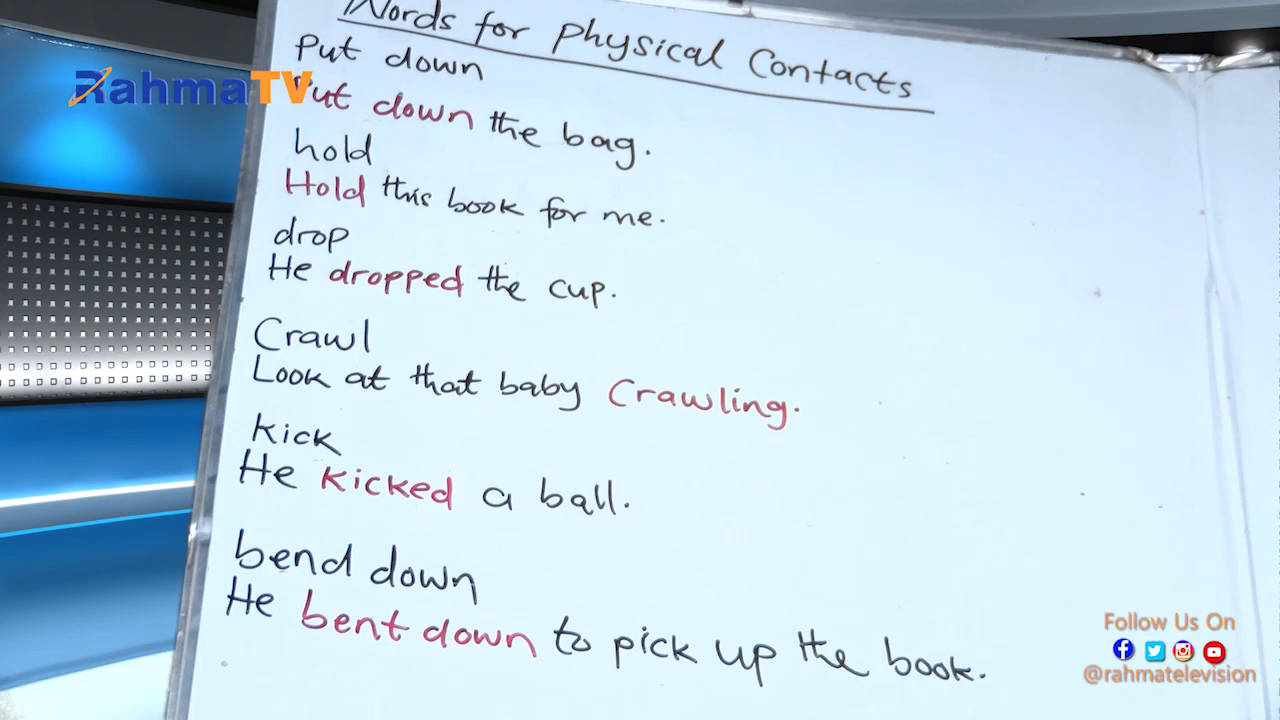 Words for Physical Contacts
Put down
RahmaTV
Put down the bag.
hold
Hold this book for me.
drop
He dropped the cup.
Crawl
Look at that baby Crawling.
kick
He kicked a ball.
bend down
He bent down to pick up the book.
Follow Us On
@rahmatelevision